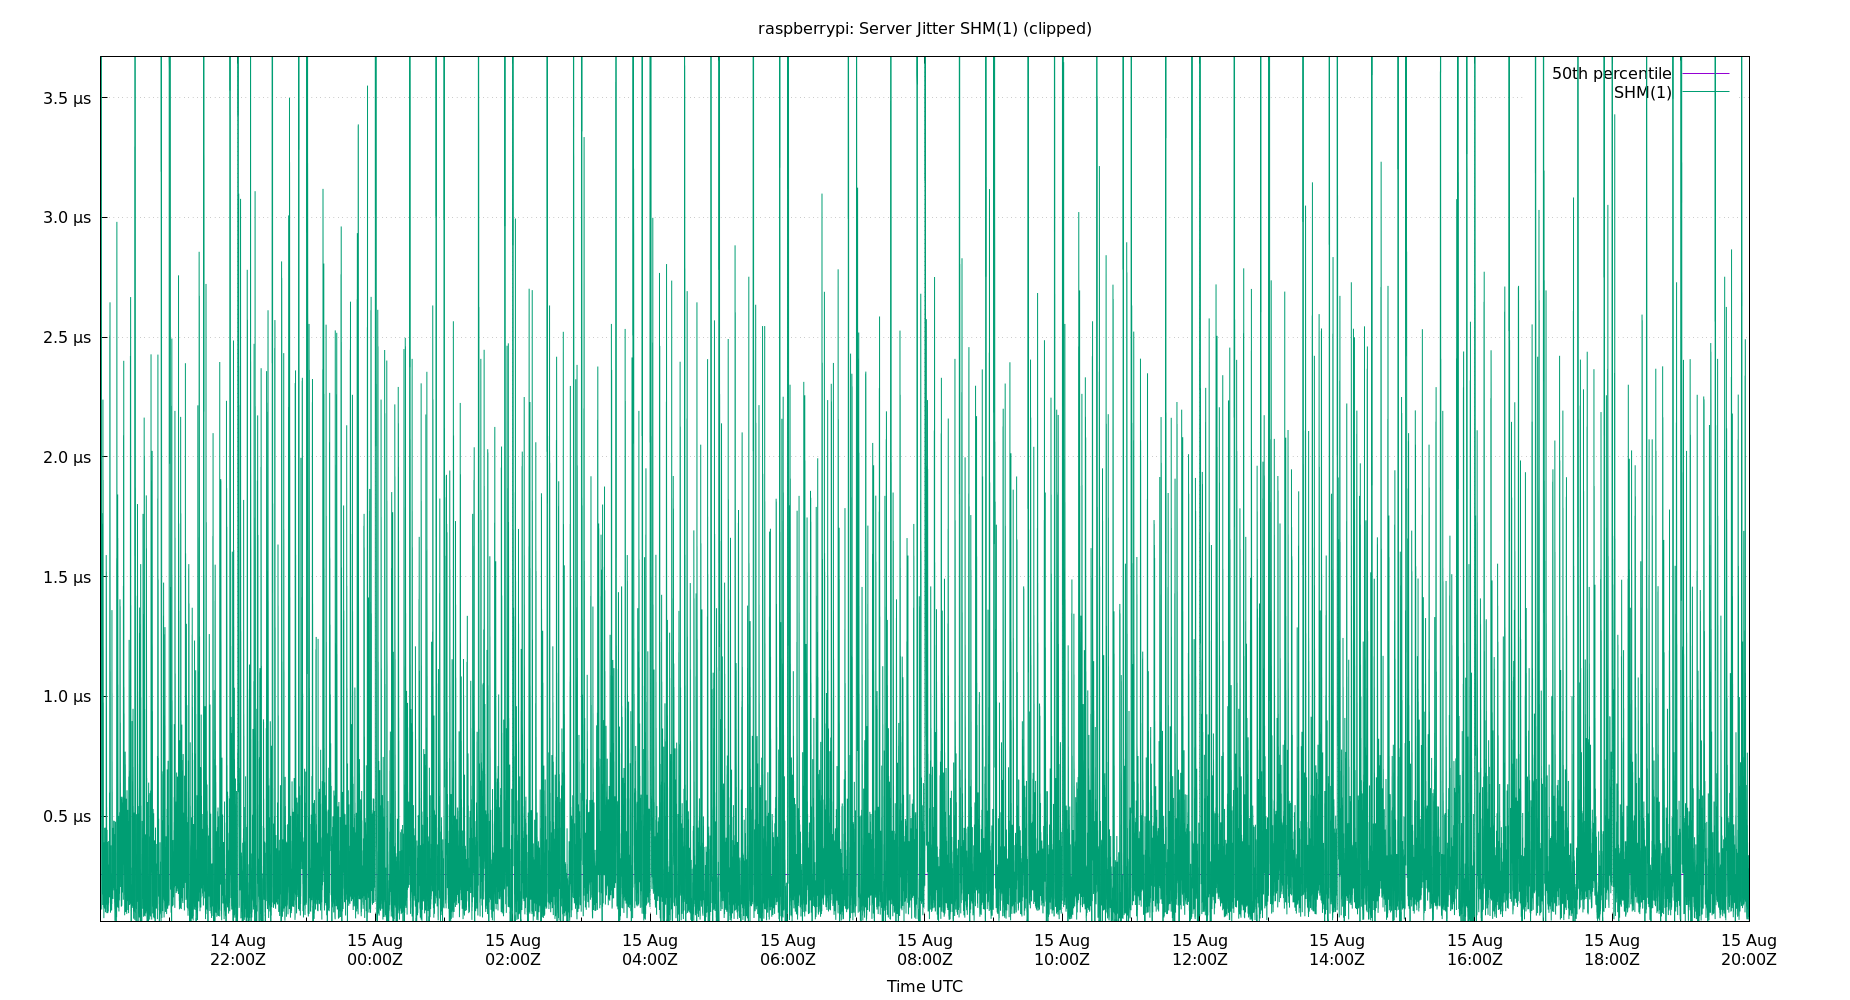 raspberrypi: Server Jitter SHM(1) (clipped)
50th percentile
SHM(1)
3.5 µs
3.0 µs
2.5 µs
2.0 µs
1.5 µs
1.0 µs
0.5 µs
14 Aug 15 Aug 15 Aug 15 Aug 15 Aug 15 Aug 15 Aug 15 Aug 15 Aug 15 Aug 15 Aug 15 Aug
22:00Z 00:00Z 02:00Z 04:00Z 06:00Z 08:00Z 10:00Z 12:00Z 14:00Z 16:00Z 18:00Z 20:00Z
Time UTC